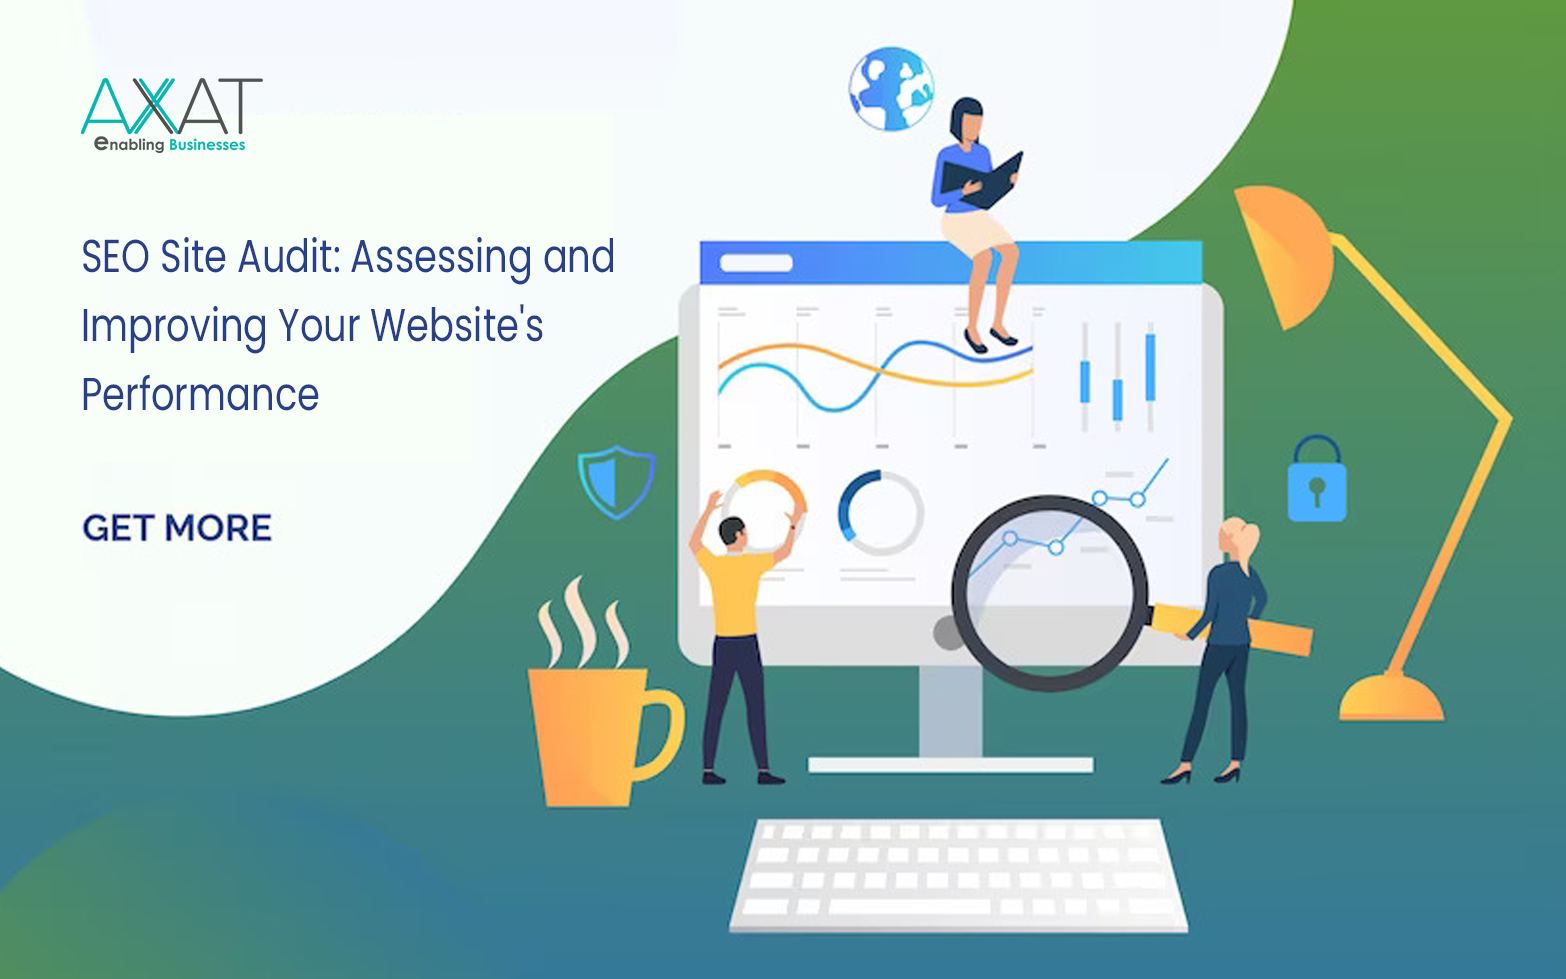 AXAT
enabling Businesses
SEO Site Audit: Assessing and
Improving Your Website's
Performance
GET MORE